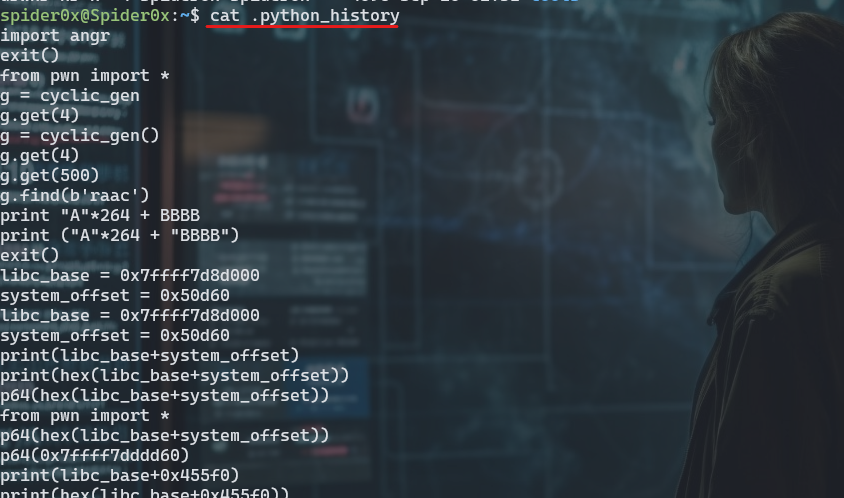 spider0x@Spider0x:~$ cat .python_history
import angr
exit()
from pwn import *
g = cyclic_gen
g.get(4)
g = cyclic_gen()
g.get(4)
g.get(500)
g.find(b'raac')
print "A"*264 + BBBB
print ("A"*264 + "BBBB")
exit()
libc_base = 0x7ffff7d8d000
system_offset = 0x50d60
libc_base = 0x7ffff7d8d000
system_offset = 0x50d60
print(libc_base+system_offset)
print(hex(libc_base+system_offset))
p64(hex(libc_base+system_offset))
from pwn import *
p64(hex(libc_base+system_offset))
p64(0x7ffff7dddd60)
print(libc_base+0x455f0)
print(hex(libc_base+0x455f0))